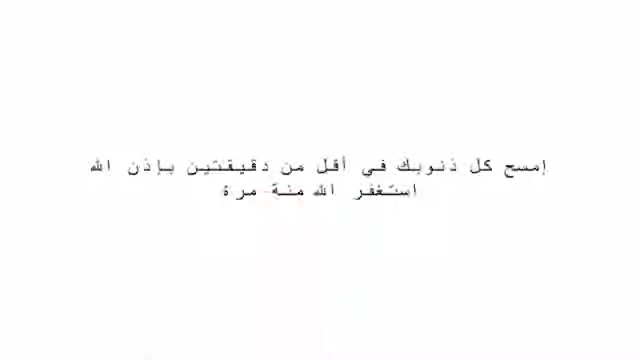 إمسح كل ذنوبك في أقل من دقيقتين بإذن الله
استغفر الله مئة مرة